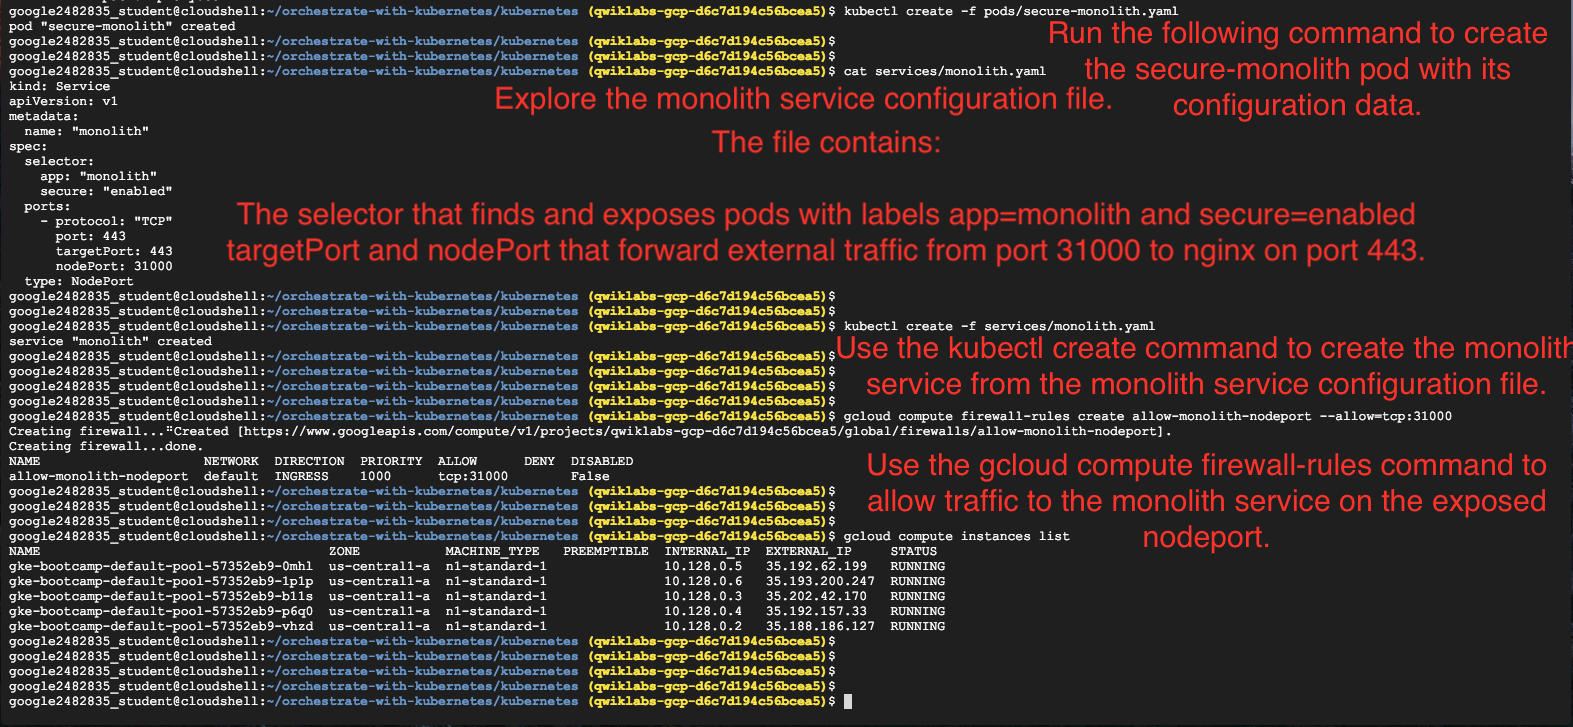 google2482835_student@cloudshell:~/orchestrate-with-kubernetes/kubernetes (qwiklabs-gcp-d6c7d194c56bcea5)$ kubectl create -f pods/secure-monolith.yaml
pod "secure-monolith" created
google2482835_student@cloudshell:~/orchestrate-with-kubernetes/kubernetes (qwiklabs-gcp-d6c7d194c56bcea5)$
Run the following command to create
the secure-monolith pod with its
configuration data.
google2482835_student@cloudshell:~/orchestrate-with-kubernetes/kubernetes (qwiklabs-gcp-d6c7d194c56bcea5)$
google2482835_student@cloudshell:~/orchestrate-with-kubernetes/kubernetes (qwiklabs-gcp-d6c7d194c56bcea5)$ cat services/monolith.yaml
Explore the monolith service configuration file.
The file contains:
kind: Service
apiVersion: v1
metadata:
  name: "monolith"
spec:
  selector:
    app: "monolith"
    secure: "enabled"
  ports:
    - protocol: "TCP"
      port: 443
      targetPort: 443
      nodePort: 31000
  type: NodePort
The selector that finds and exposes pods with labels app=monolith and secure=enabled
targetPort and nodePort that forward external traffic from port 31000 to nginx on port 443.
google2482835_student@cloudshell:~/orchestrate-with-kubernetes/kubernetes (qwiklabs-gcp-d6c7d194c56bcea5)$
google2482835_student@cloudshell:~/orchestrate-with-kubernetes/kubernetes (qwiklabs-gcp-d6c7d194c56bcea5)$
google2482835_student@cloudshell:~/orchestrate-with-kubernetes/kubernetes (qwiklabs-gcp-d6c7d194c56bcea5)$ kubectl create -f services/monolith.yaml
service "monolith" created
Use the kubectl create command to create the monolith
service from the monolith service configuration file.
google2482835_student@cloudshell:~/orchestrate-with-kubernetes/kubernetes (qwiklabs-gcp-d6c7d194c56bcea5)$
google2482835_student@cloudshell:~/orchestrate-with-kubernetes/kubernetes (qwiklabs-gcp-d6c7d194c56bcea5)$
google2482835_student@cloudshell:~/orchestrate-with-kubernetes/kubernetes (qwiklabs-gcp-d6c7d194c56bcea5)$
google2482835_student@cloudshell:~/orchestrate-with-kubernetes/kubernetes (qwiklabs-gcp-d6c7d194c56bcea5)$
google2482835_student@cloudshell:~/orchestrate-with-kubernetes/kubernetes (qwiklabs-gcp-d6c7d194c56bcea5)$ gcloud compute firewall-rules create allow-monolith-nodeport --allow=tcp:31000
Creating firewall...⠛Created [https://www.googleapis.com/compute/v1/projects/qwiklabs-gcp-d6c7d194c56bcea5/global/firewalls/allow-monolith-nodeport].
Creating firewall...done.
NAME                     NETWORK  DIRECTION  PRIORITY  ALLOW      DENY  DISABLED
allow-monolith-nodeport  default  INGRESS    1000      tcp:31000        False
Use the gcloud compute firewall-rules command to
allow traffic to the monolith service on the exposed
nodeport.
google2482835_student@cloudshell:~/orchestrate-with-kubernetes/kubernetes (qwiklabs-gcp-d6c7d194c56bcea5)$
google2482835_student@cloudshell:~/orchestrate-with-kubernetes/kubernetes (qwiklabs-gcp-d6c7d194c56bcea5)$
google2482835_student@cloudshell:~/orchestrate-with-kubernetes/kubernetes (qwiklabs-gcp-d6c7d194c56bcea5)$
google2482835_student@cloudshell:~/orchestrate-with-kubernetes/kubernetes (qwiklabs-gcp-d6c7d194c56bcea5)$ gcloud compute instances list
NAME                                     ZONE           MACHINE_TYPE   PREEMPTIBLE  INTERNAL_IP  EXTERNAL_IP     STATUS
gke-bootcamp-default-pool-57352eb9-0mhl  us-central1-a  n1-standard-1               10.128.0.5   35.192.62.199   RUNNING
gke-bootcamp-default-pool-57352eb9-1p1p  us-central1-a  n1-standard-1               10.128.0.6   35.193.200.247  RUNNING
gke-bootcamp-default-pool-57352eb9-b11s  us-central1-a  n1-standard-1               10.128.0.3   35.202.42.170   RUNNING
gke-bootcamp-default-pool-57352eb9-p6q0  us-central1-a  n1-standard-1               10.128.0.4   35.192.157.33   RUNNING
gke-bootcamp-default-pool-57352eb9-vhzd  us-central1-a  n1-standard-1               10.128.0.2   35.188.186.127  RUNNING
google2482835_student@cloudshell:~/orchestrate-with-kubernetes/kubernetes (qwiklabs-gcp-d6c7d194c56bcea5)$
google2482835_student@cloudshell:~/orchestrate-with-kubernetes/kubernetes (qwiklabs-gcp-d6c7d194c56bcea5)$
google2482835_student@cloudshell:~/orchestrate-with-kubernetes/kubernetes (qwiklabs-gcp-d6c7d194c56bcea5)$
google2482835_student@cloudshell:~/orchestrate-with-kubernetes/kubernetes (qwiklabs-gcp-d6c7d194c56bcea5)$
google2482835_student@cloudshell:~/orchestrate-with-kubernetes/kubernetes (qwiklabs-gcp-d6c7d194c56bcea5)$